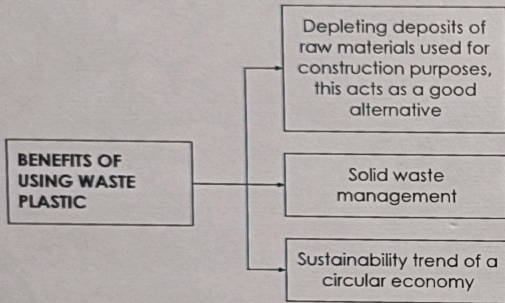 Depleting deposits of
raw materials used for
construction purposes,
this acts as a good
alternative
BENEFITS OF
USING WASTE
PLASTIC
Solid waste
management
Sustainability trend of a
circular economy